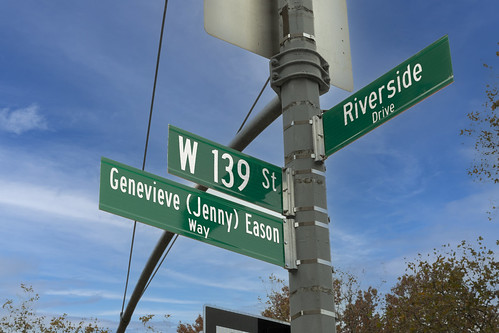 Riverside
Drive
W 139 St
Genevieve (Jenny) Eason
Way